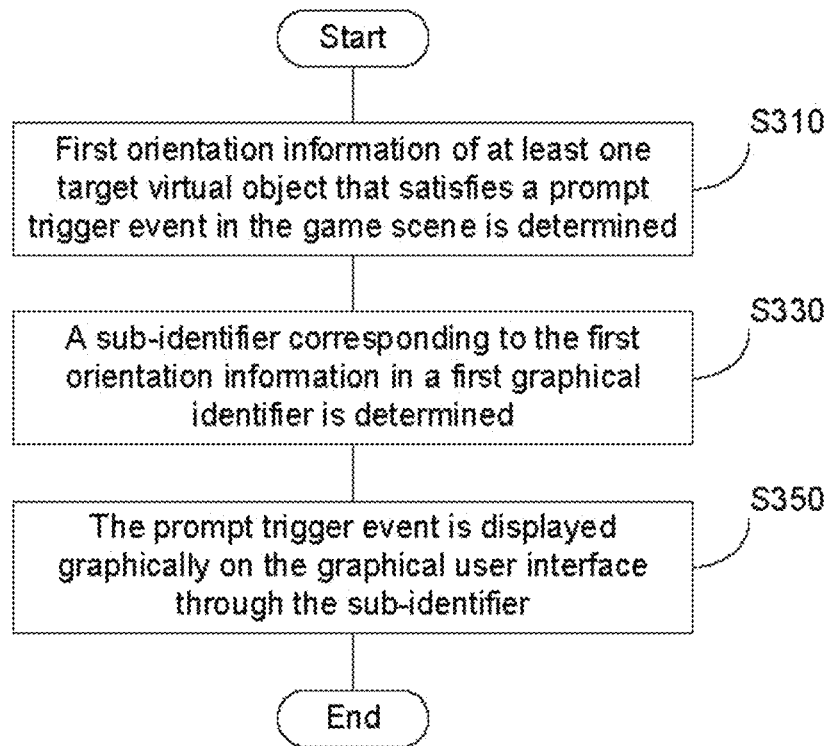 Start
S310
First orientation information of at least one
target virtual object that satisfies a prompt
trigger event in the game scene is determined
S330
A sub-identifier corresponding to the first
orientation information in a first graphical
identifier is determined
S350
The prompt trigger event is displayed
graphically on the graphical user interface
through the sub-identifier
End